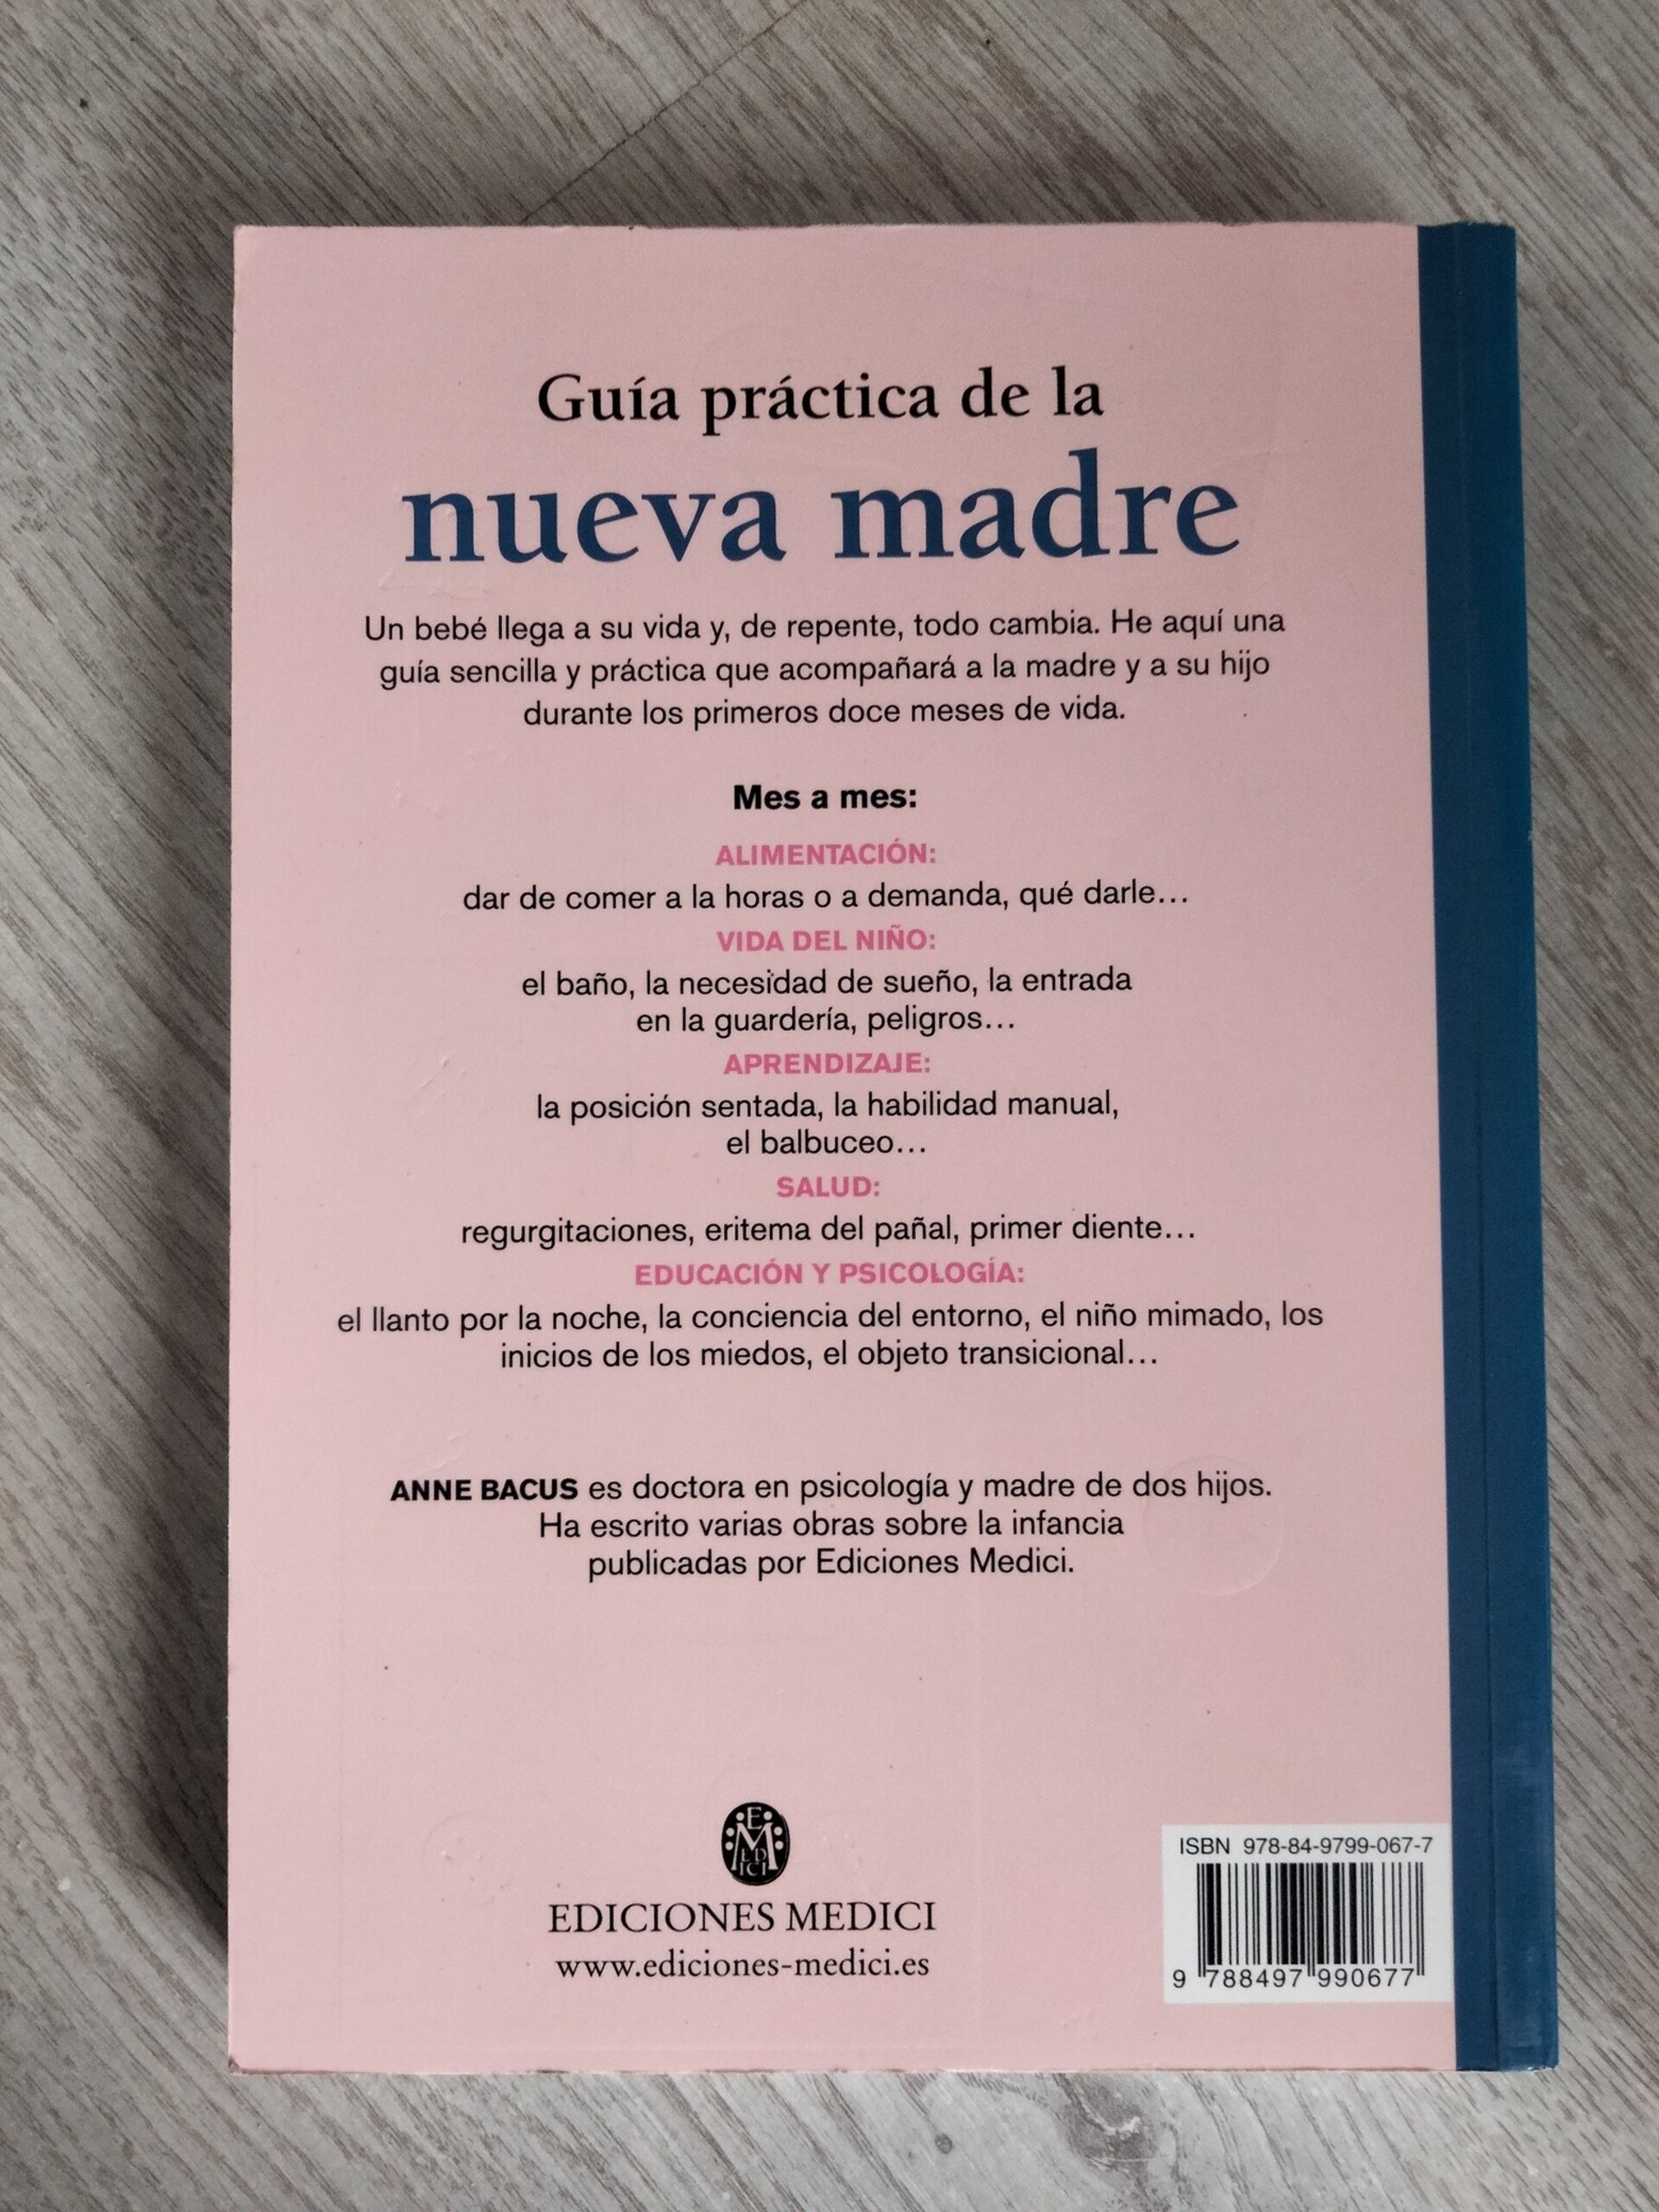 Guía práctica de la
nueva madre
Un bebé llega a su vida y, de repente, todo cambia. He aquí una
guía sencilla y práctica que acompañará a la madre y a su hijo
durante los primeros doce meses de vida.
Mes a mes:
ALIMENTACIÓN:
dar de comer a la horas o a demanda, qué darle...
VIDA DEL NIÑO:
el baño, la necesidad de sueño, la entrada
en la guardería, peligros...
APRENDIZAJE:
la posición sentada, la habilidad manual,
el balbuceo...
SALUD:
regurgitaciones, eritema del pañal, primer diente...
EDUCACIÓN Y PSICOLOGÍA:
el llanto por la noche, la conciencia del entorno, el niño mimado, los
inicios de los miedos, el objeto transicional...
ANNE BACUS es doctora en psicología y madre de dos hijos.
Ha escrito varias obras sobre la infancia
publicadas por Ediciones Medici.
E
M
ED
ICI
EDICIONES MEDICI
www.ediciones-medici.es
ISBN 978-84-9799-067-7
9 788497 990677